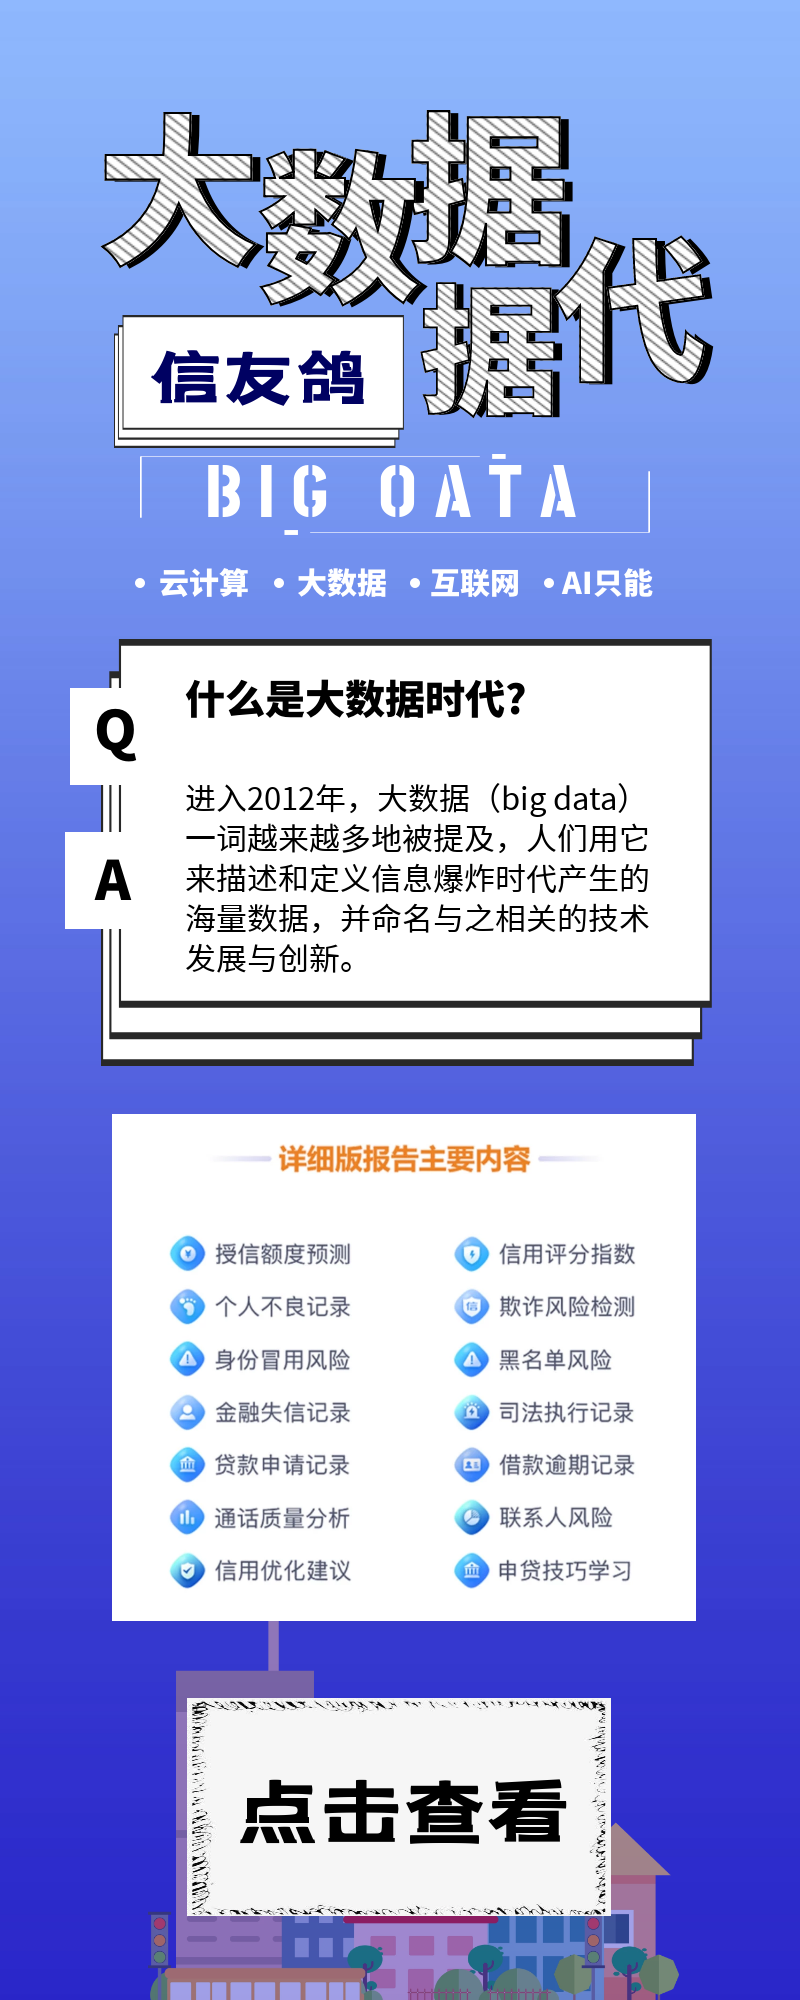 大数据
据代
信友鸽
BIG OATA
• 云计算 • 大数据 • 互联网 • AI只能
Q
什么是大数据时代?
A
进入2012年，大数据（big data）
一词越来越多地被提及，人们用它
来描述和定义信息爆炸时代产生的
海量数据，并命名与之相关的技术
发展与创新。
详细版报告主要内容
授信额度预测
信用评分指数
个人不良记录
欺诈风险检测
身份冒用风险
黑名单风险
金融失信记录
司法执行记录
贷款申请记录
借款逾期记录
通话质量分析
联系人风险
信用优化建议
申贷技巧学习
点击查看